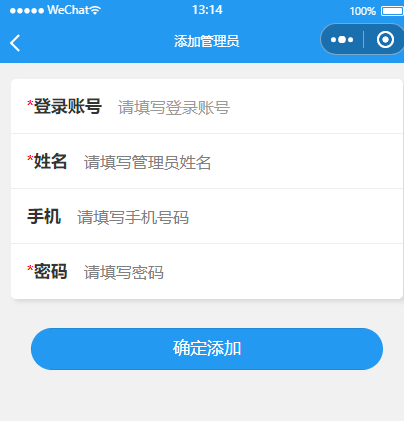 ●●●●● WeChat 13:14 100%
添加管理员
*登录账号 请填写登录账号
*姓名 请填写管理员姓名
手机 请填写手机号码
*密码 请填写密码
确定添加